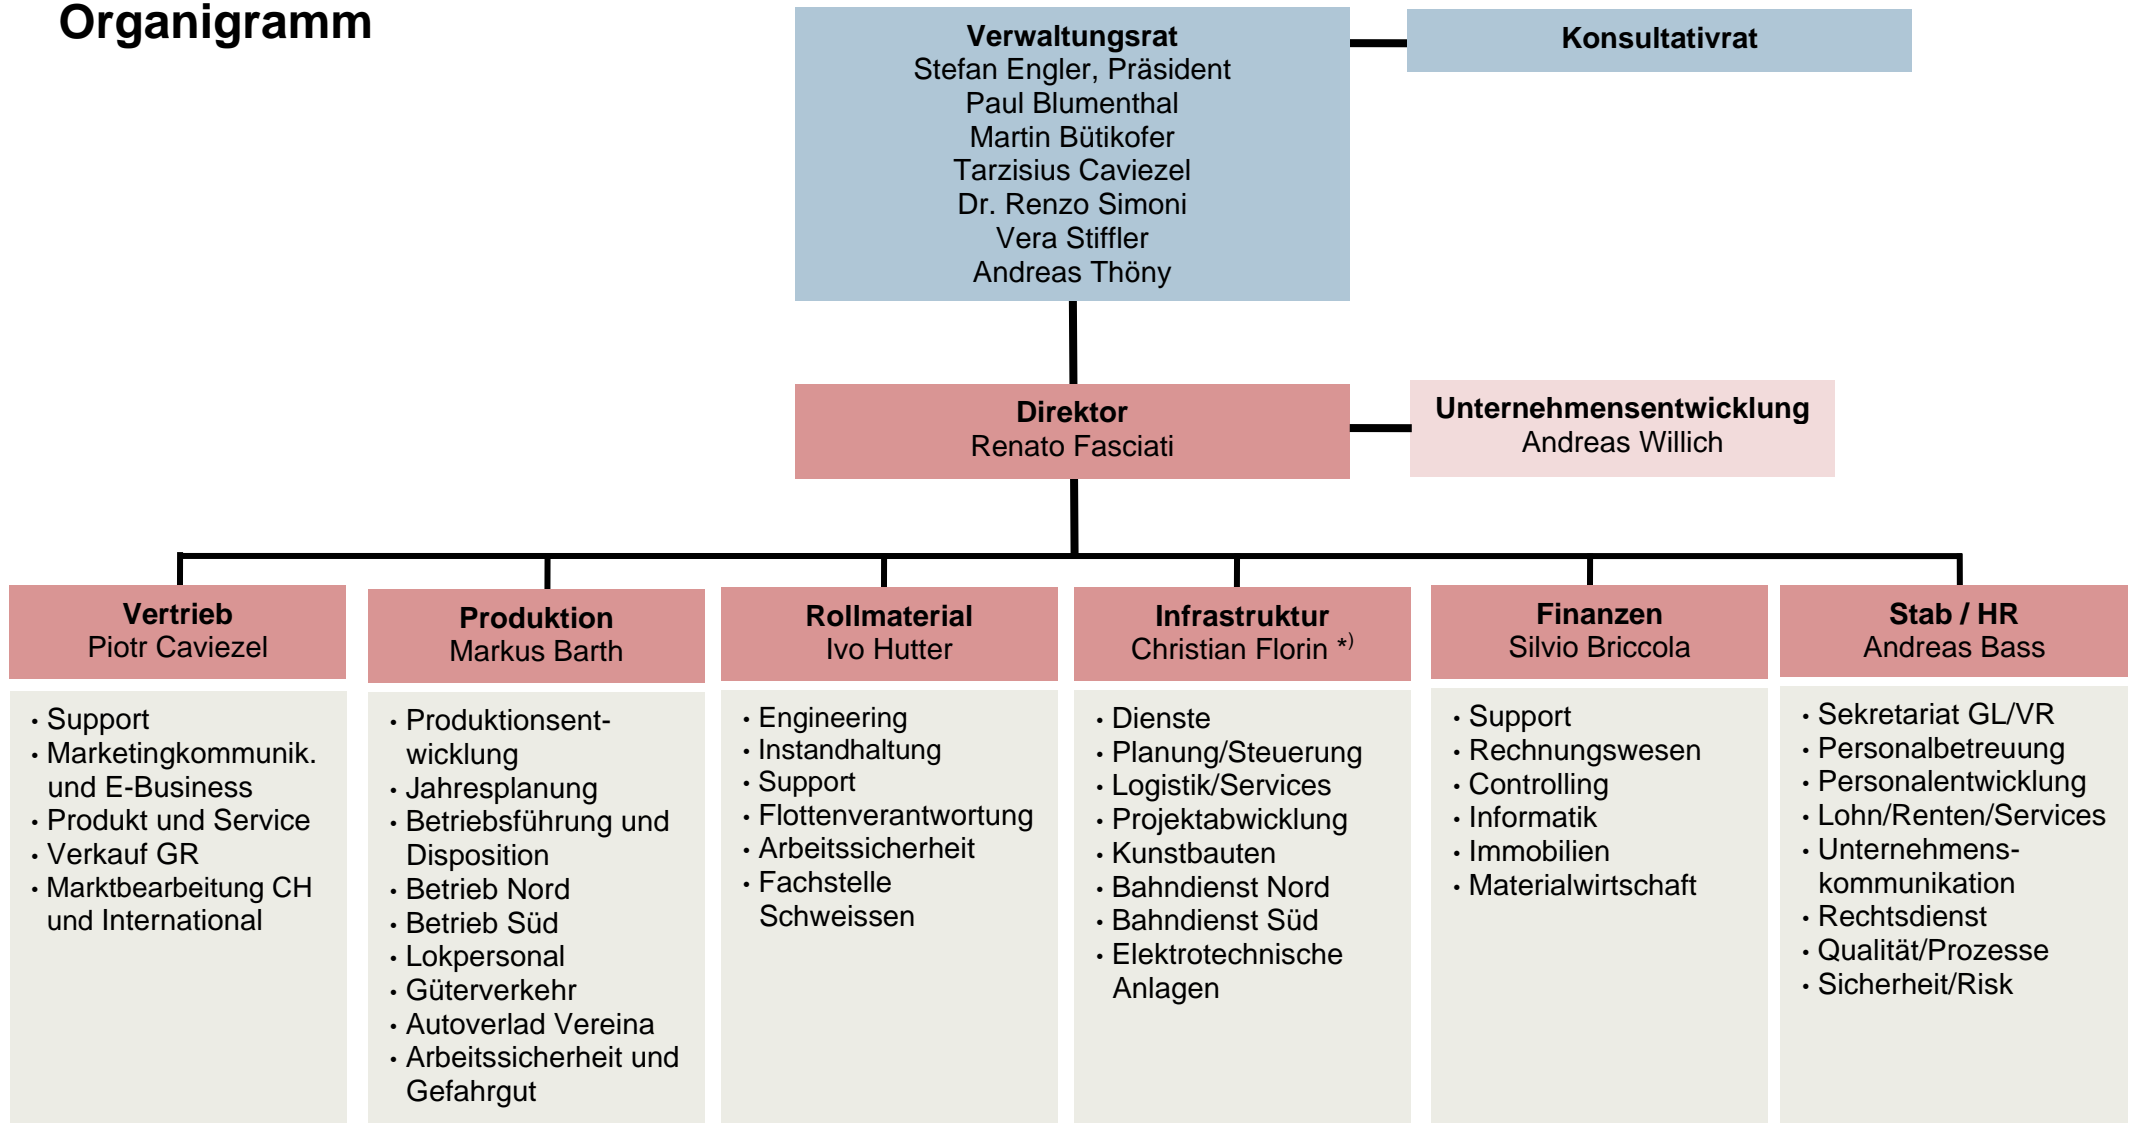 Organigramm
Verwaltungsrat
Stefan Engler, Präsident
Paul Blumenthal
Martin Bütikofer
Tarzisius Caviezel
Dr. Renzo Simoni
Vera Stiffler
Andreas Thöny
Konsultativrat
Direktor
Renato Fasciati
Unternehmensentwicklung
Andreas Willich
Vertrieb
Piotr Caviezel
• Support
• Marketingkommunik.
und E-Business
• Produkt und Service
• Verkauf GR
• Marktbearbeitung CH
und International
Produktion
Markus Barth
• Produktionsent-
wicklung
• Jahresplanung
• Betriebsführung und
Disposition
• Betrieb Nord
• Betrieb Süd
• Lokpersonal
• Güterverkehr
• Autoverlad Vereina
• Arbeitssicherheit und
Gefahrgut
Rollmaterial
Ivo Hutter
• Engineering
• Instandhaltung
• Support
• Flottenverantwortung
• Arbeitssicherheit
• Fachstelle
Schweissen
Infrastruktur
Christian Florin *)
• Dienste
• Planung/Steuerung
• Logistik/Services
• Projektabwicklung
• Kunstbauten
• Bahndienst Nord
• Bahndienst Süd
• Elektrotechnische
Anlagen
Finanzen
Silvio Briccola
• Support
• Rechnungswesen
• Controlling
• Informatik
• Immobilien
• Materialwirtschaft
Stab / HR
Andreas Bass
• Sekretariat GL/VR
• Personalbetreuung
• Personalentwicklung
• Lohn/Renten/Services
• Unternehmens-
kommunikation
• Rechtsdienst
• Qualität/Prozesse
• Sicherheit/Risk